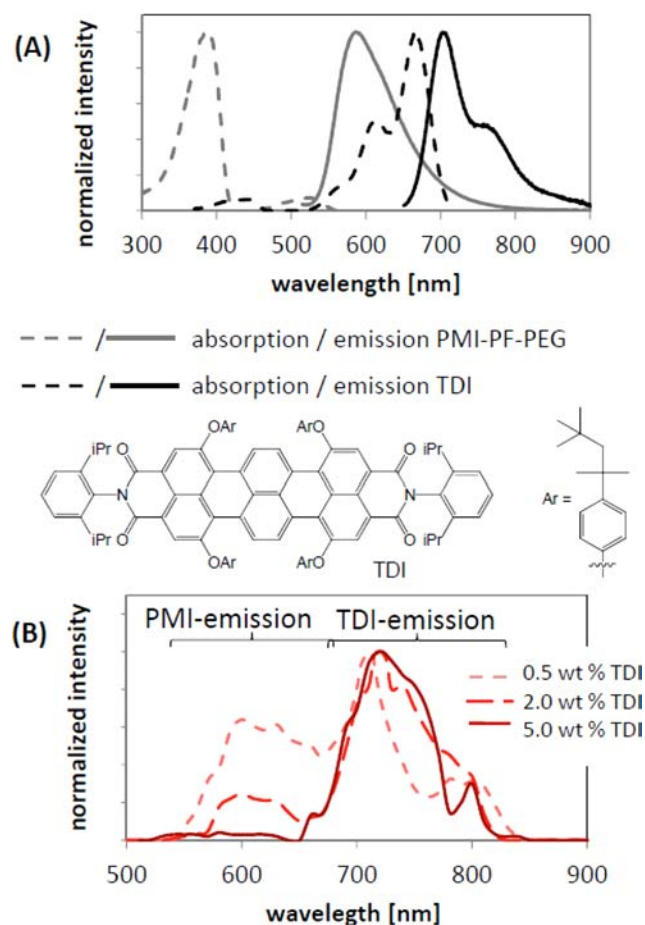 (A)
normalized intensity
300 400 500 600 700 800 900
wavelength [nm]
/ absorption / emission PMI-PF-PEG
/ absorption / emission TDI
iPr OAr ArO iPr
O O
N N
iPr O O iPr
OAr ArO
TDI
Ar =
(B)
PMI-emission TDI-emission
0.5 wt % TDI
2.0 wt % TDI
5.0 wt % TDI
normalized intensity
500 600 700 800 900
wavelegth [nm]